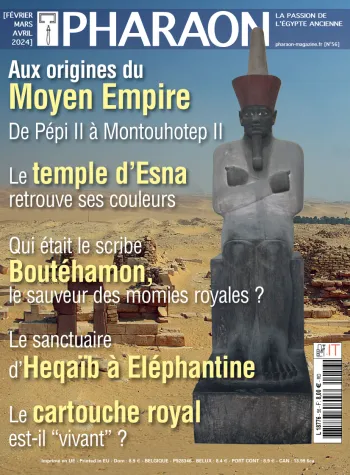 [FÉVRIER
MARS
AVRIL
2024]
PHARAON
LA PASSION DE
L'ÉGYPTE ANCIENNE
pharaon-magazine.fr [N°56]
Aux origines du
Moyen Empire
De Pépi II à Montouhotep II
Le temple d'Esna
retrouve ses couleurs
Qui était le scribe
Boutéhamon,
le sauveur des momies royales ?
Le sanctuaire
d'Heqaïb à Eléphantine
Le cartouche royal
est-il "vivant" ?